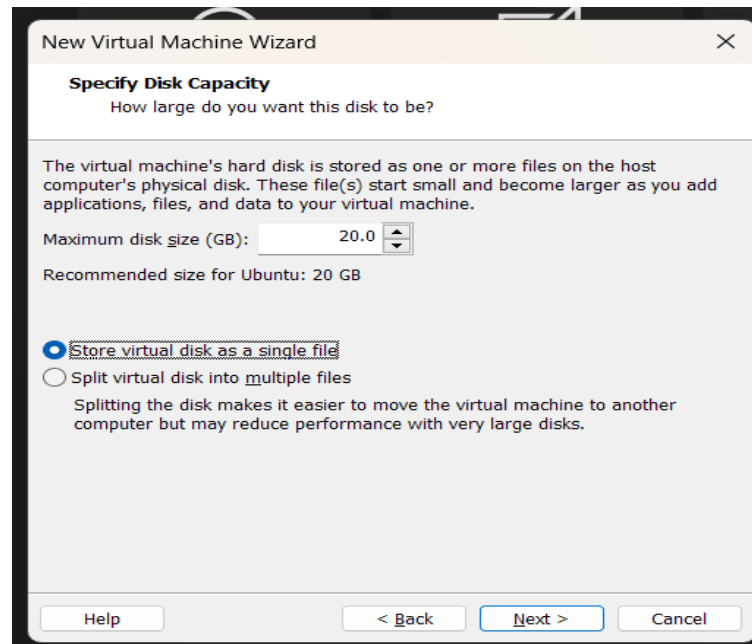 New Virtual Machine Wizard
Specify Disk Capacity
How large do you want this disk to be?
The virtual machine's hard disk is stored as one or more files on the host
computer's physical disk. These file(s) start small and become larger as you add
applications, files, and data to your virtual machine.
Maximum disk size (GB): 20.0
Recommended size for Ubuntu: 20 GB
Store virtual disk as a single file
Split virtual disk into multiple files
Splitting the disk makes it easier to move the virtual machine to another
computer but may reduce performance with very large disks.
Help < Back Next > Cancel